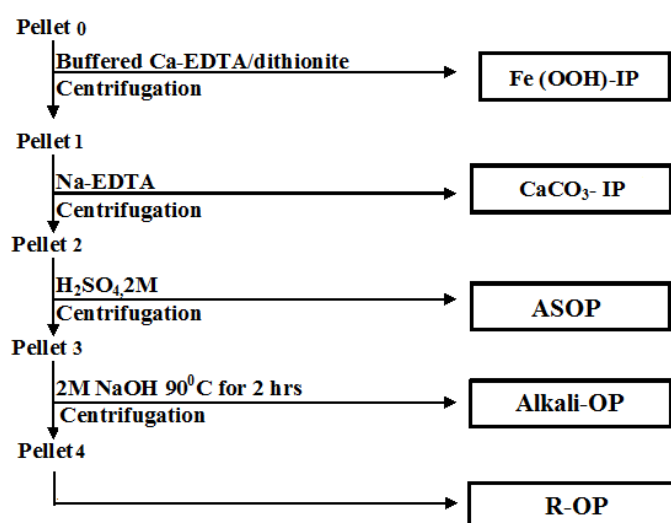 Pellet 0
Buffered Ca-EDTA/dithionite
Centrifugation
Fe (OOH)-IP
Pellet 1
Na-EDTA
Centrifugation
CaCO₃- IP
Pellet 2
H₂SO₄,2M
Centrifugation
ASOP
Pellet 3
2M NaOH 90⁰C for 2 hrs
Centrifugation
Alkali-OP
Pellet 4
R-OP